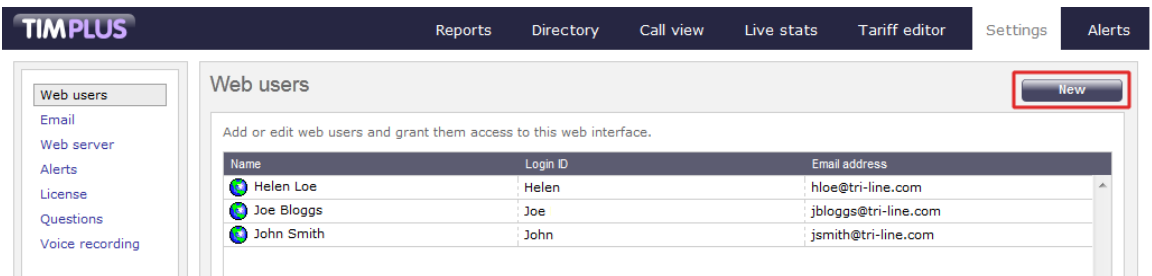 TIMPLUS Reports Directory Call view Live stats Tariff editor Settings Alerts
Web users
Email
Web server
Alerts
License
Questions
Voice recording
Web users New
Add or edit web users and grant them access to this web interface.
Name Login ID Email address
Helen Loe Helen hloe@tri-line.com
Joe Bloggs Joe jbloggs@tri-line.com
John Smith John jsmith@tri-line.com